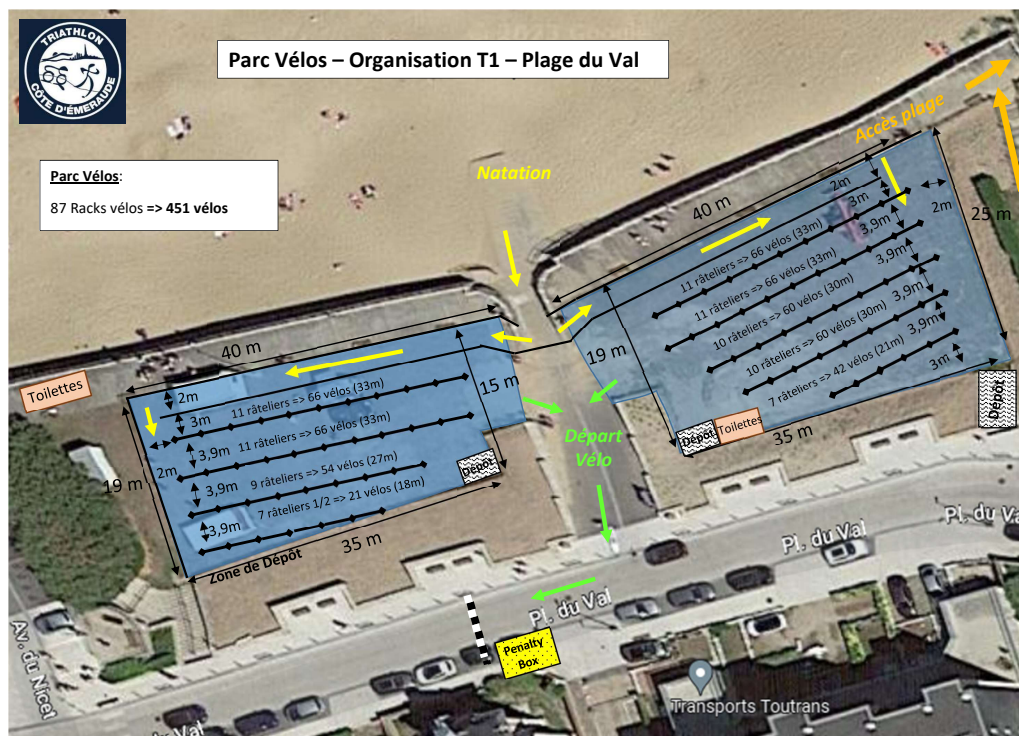 TRIATHLON
CÔTE D'ÉMERAUDE
Parc Vélos – Organisation T1 – Plage du Val
Parc Vélos:
87 Racks vélos => 451 vélos
Natation
Accès plage
40 m
2m
3m
2m
25 m
3,9m
3,9m
3,9m
3,9m
3m
11 râteliers => 66 vélos (33m)
11 râteliers => 66 vélos (33m)
10 râteliers => 60 vélos (30m)
10 râteliers => 60 vélos (30m)
7 râteliers => 42 vélos (21m)
19 m
35 m
Dépôt
Toilettes
Dépôt
Toilettes
40 m
2m
3m
15 m
11 râteliers => 66 vélos (33m)
11 râteliers => 66 vélos (33m)
9 râteliers => 54 vélos (27m)
7 râteliers 1/2 => 21 vélos (18m)
3,9m
2m
3,9m
3,9m
19 m
Dépôt
35 m
Zone de Dépôt
Départ
Vélo
Pl. du Val
Pl. du Val
Pl. du Val
du Val
Av. du Nicet
Penalty
Box
Transports Toutrans